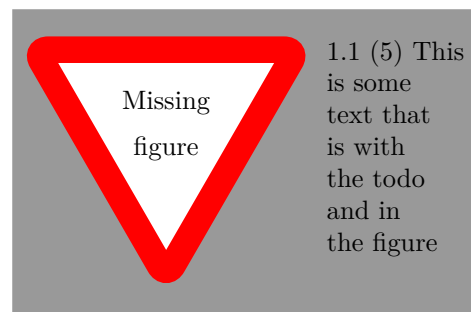 Missing
figure
1.1 (5) This
is some
text that
is with
the todo
and in
the figure